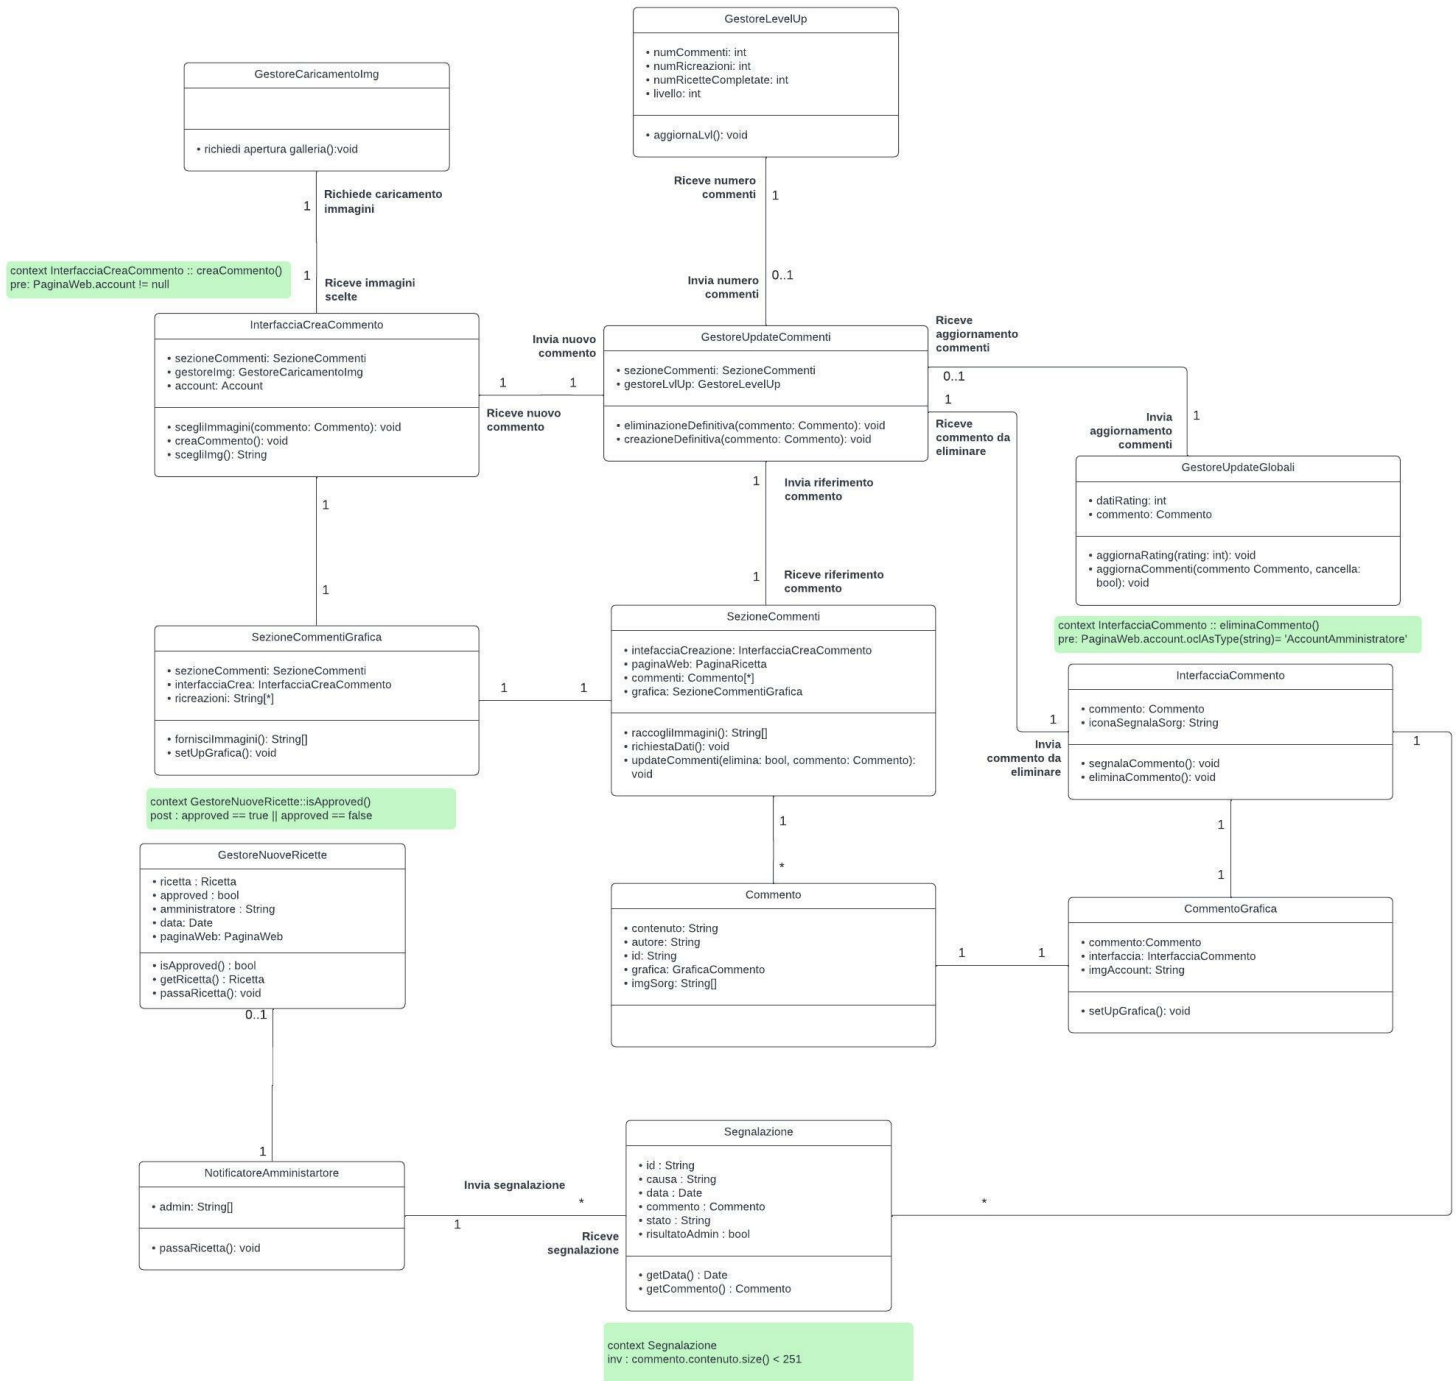 GestoreLevelUp
• numCommenti: int
• numRicreazioni: int
• numRicetteCompletate: int
• livello: int
• aggiornaLvl(): void
GestoreCaricamentoImg
• richiedi apertura galleria():void
Riceve numero
commenti
1
Richiede caricamento
immagini
1
context InterfacciaCreaCommento :: creaCommento()
pre: PaginaWeb.account != null
1
Riceve immagini
scelte
0..1
Invia numero
commenti
InterfacciaCreaCommento
• sezioneCommenti: SezioneCommenti
• gestoreImg: GestoreCaricamentoImg
• account: Account
• scegliImmagini(commento: Commento): void
• creaCommento(): void
• scegliImg(): String
Invia nuovo
commento
1
1
Riceve nuovo
commento
GestoreUpdateCommenti
• sezioneCommenti: SezioneCommenti
• gestoreLvlUp: GestoreLevelUp
• eliminazioneDefinitiva(commento: Commento): void
• creazioneDefinitiva(commento: Commento): void
Riceve
aggiornamento
commenti
0..1
1
Riceve
commento da
eliminare
Invia
aggiornamento
commenti
1
GestoreUpdateGlobali
• datiRating: int
• commento: Commento
• aggiornaRating(rating: int): void
• aggiornaCommenti(commento Commento, cancella:
bool): void
1
1
1
Invia riferimento
commento
1
Riceve riferimento
commento
context InterfacciaCommento :: eliminaCommento()
pre: PaginaWeb.account.oclAsType(string)= 'AccountAmministratore'
SezioneCommentiGrafica
• sezioneCommenti: SezioneCommenti
• interfacciaCrea: InterfacciaCreaCommento
• ricreazioni: String[*]
• fornisciImmagini(): String[]
• setUpGrafica(): void
1
1
SezioneCommenti
• intefacciaCreazione: InterfacciaCreaCommento
• paginaWeb: PaginaRicetta
• commenti: Commento[*]
• grafica: SezioneCommentiGrafica
• raccogliImmagini(): String[]
• richiestaDati(): void
• updateCommenti(elimina: bool, commento: Commento):
void
InterfacciaCommento
• commento: Commento
• iconaSegnalaSorg: String
• segnalaCommento(): void
• eliminaCommento(): void
1
Invia
commento da
eliminare
1
context GestoreNuoveRicette::isApproved()
post : approved == true || approved == false
1
*
1
1
GestoreNuoveRicette
• ricetta : Ricetta
• approved : bool
• amministratore : String
• data: Date
• paginaWeb: PaginaWeb
• isApproved() : bool
• getRicetta() : Ricetta
• passaRicetta(): void
Commento
• contenuto: String
• autore: String
• id: String
• grafica: GraficaCommento
• imgSorg: String[]
1
1
CommentoGrafica
• commento:Commento
• interfaccia: InterfacciaCommento
• imgAccount: String
• setUpGrafica(): void
0..1
1
NotificatoreAmministartore
• admin: String[]
• passaRicetta(): void
Invia segnalazione
1
*
Riceve
segnalazione
Segnalazione
• id : String
• causa : String
• data : Date
• commento : Commento
• stato : String
• risultatoAdmin : bool
• getData() : Date
• getCommento() : Commento
*
context Segnalazione
inv : commento.contenuto.size() < 251